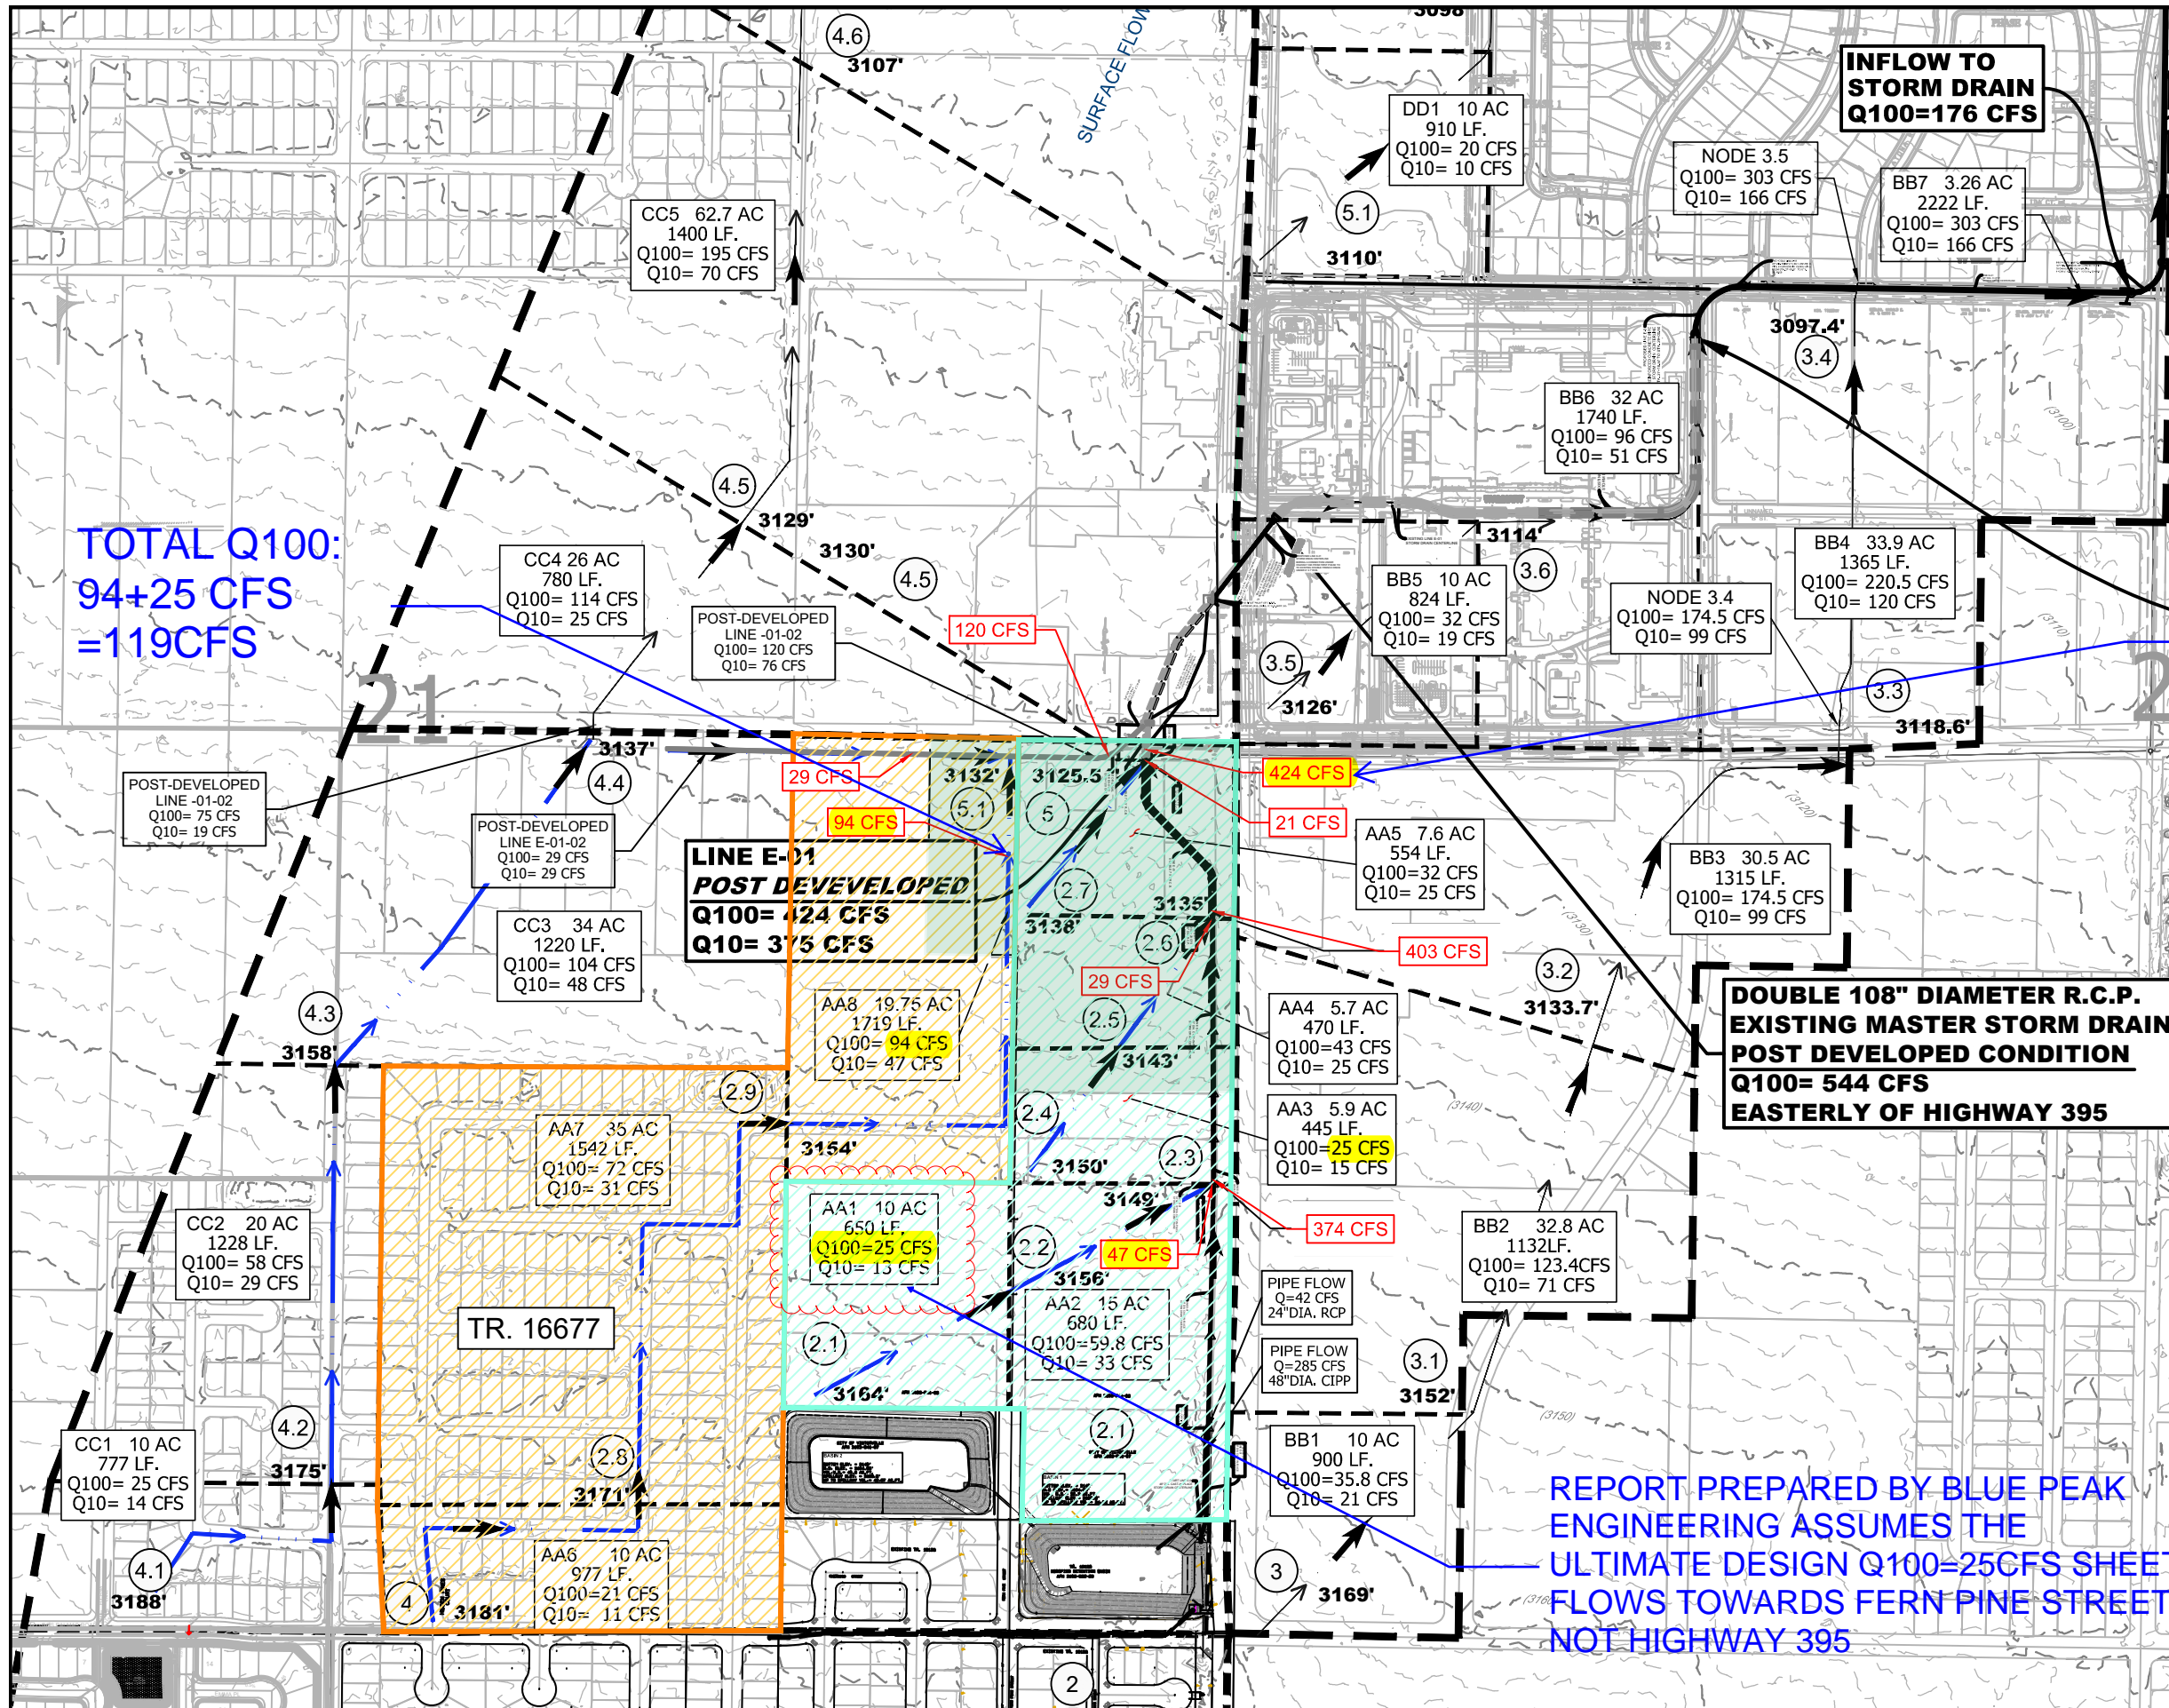 4.6
3107'
SURFACE FLOW
3098
INFLOW TO
STORM DRAIN
Q100=176 CFS
DD1 10 AC
910 LF.
Q100= 20 CFS
Q10= 10 CFS
NODE 3.5
Q100= 303 CFS
Q10= 166 CFS
BB7 3.26 AC
2222 LF.
Q100= 303 CFS
Q10= 166 CFS
CC5 62.7 AC
1400 LF.
Q100= 195 CFS
Q10= 70 CFS
5.1
3110'
3097.4'
3.4
BB6 32 AC
1740 LF.
Q100= 96 CFS
Q10= 51 CFS
(3100)
4.5
3129'
3130'
4.5
TOTAL Q100:
94+25 CFS
=119CFS
CC4 26 AC
780 LF.
Q100= 114 CFS
Q10= 25 CFS
POST-DEVELOPED
LINE -01-02
Q100= 120 CFS
Q10= 76 CFS
120 CFS
3114'
3.6
BB5 10 AC
824 LF.
Q100= 32 CFS
Q10= 19 CFS
BB4 33.9 AC
1365 LF.
Q100= 220.5 CFS
Q10= 120 CFS
NODE 3.4
Q100= 174.5 CFS
Q10= 99 CFS
(3110)
3.5
3126'
3.3
3118.6'
21
2
3137'
4.4
29 CFS
3132'
5.1
3125.5
5
424 CFS
94 CFS
21 CFS
POST-DEVELOPED
LINE -01-02
Q100= 75 CFS
Q10= 19 CFS
POST-DEVELOPED
LINE E-01-02
Q100= 29 CFS
Q10= 29 CFS
LINE E-01
POST DEVEVELOPED
Q100= 424 CFS
Q10= 375 CFS
AA5 7.6 AC
554 LF.
Q100=32 CFS
Q10= 25 CFS
(3120)
BB3 30.5 AC
1315 LF.
Q100= 174.5 CFS
Q10= 99 CFS
2.7
3135'
3138'
2.6
403 CFS
(3130)
CC3 34 AC
1220 LF.
Q100= 104 CFS
Q10= 48 CFS
29 CFS
3.2
3133.7'
4.3
3158'
AA8 19.75 AC
1719 LF.
Q100= 94 CFS
Q10= 47 CFS
2.5
3143'
AA4 5.7 AC
470 LF.
Q100=43 CFS
Q10= 25 CFS
DOUBLE 108" DIAMETER R.C.P.
EXISTING MASTER STORM DRAIN
POST DEVELOPED CONDITION
Q100= 544 CFS
EASTERLY OF HIGHWAY 395
2.9
2.4
AA3 5.9 AC
445 LF.
Q100=25 CFS
Q10= 15 CFS
(3140)
AA7 35 AC
1542 LF.
Q100= 72 CFS
Q10= 31 CFS
3154'
3150'
2.3
3149'
CC2 20 AC
1228 LF.
Q100= 58 CFS
Q10= 29 CFS
AA1 10 AC
650 LF.
Q100=25 CFS
Q10= 13 CFS
2.2
47 CFS
374 CFS
BB2 32.8 AC
1132LF.
Q100= 123.4CFS
Q10= 71 CFS
3156'
PIPE FLOW
Q=42 CFS
24"DIA. RCP
TR. 16677
2.1
AA2 15 AC
680 LF.
Q100=59.8 CFS
Q10= 33 CFS
PIPE FLOW
Q=285 CFS
48"DIA. CIPP
3.1
3152'
3164'
(3150)
4.2
CC1 10 AC
777 LF.
Q100= 25 CFS
Q10= 14 CFS
3175'
2.8
3171'
2.1
BB1 10 AC
900 LF.
Q100=35.8 CFS
Q10= 21 CFS
REPORT PREPARED BY BLUE PEAK
ENGINEERING ASSUMES THE
ULTIMATE DESIGN Q100=25CFS SHEET
FLOWS TOWARDS FERN PINE STREET
NOT HIGHWAY 395
4.1
3188'
4
3181'
AA6 10 AC
977 LF.
Q100=21 CFS
Q10= 11 CFS
3
3169'
2